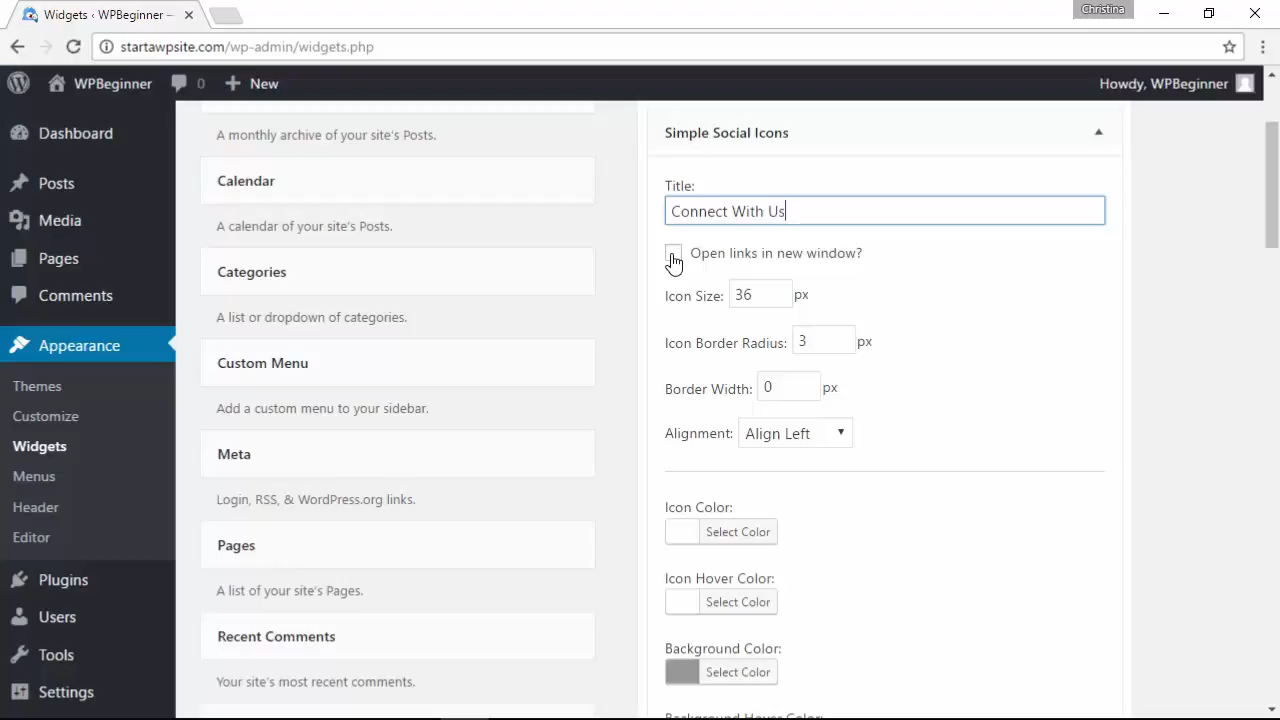 Widgets ‹ WPBeginner —
Christina
startawpsite.com/wp-admin/widgets.php
WPBeginner
0
New
Howdy, WPBeginner
Dashboard
Posts
Media
Pages
Comments
Appearance
Themes
Customize
Widgets
Menus
Header
Editor
Plugins
Users
Tools
Settings
A monthly archive of your site's Posts.
Calendar
A calendar of your site's Posts.
Categories
A list or dropdown of categories.
Custom Menu
Add a custom menu to your sidebar.
Meta
Login, RSS, & WordPress.org links.
Pages
A list of your site's Pages.
Recent Comments
Your site's most recent comments.
Simple Social Icons
Title:
Connect With Us
Open links in new window?
Icon Size: 36 px
Icon Border Radius: 3 px
Border Width: 0 px
Alignment: Align Left
Icon Color:
Select Color
Icon Hover Color:
Select Color
Background Color:
Select Color
Background Hover Color: